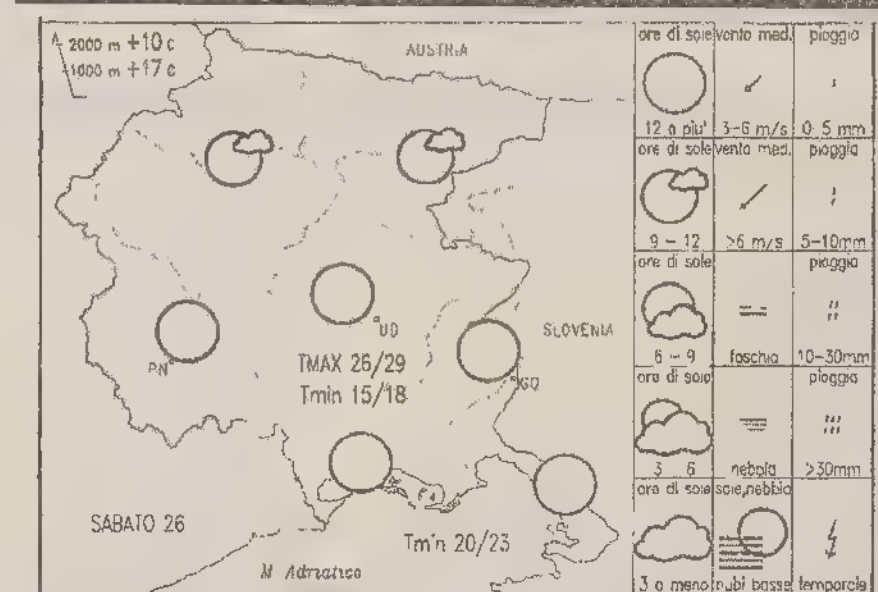 2000 m +10 c
1000 m +17 c
AUSTRIA
UD
PN
SLOVENIA
TMAX 26/29
Tmin 15/18
GO
SABATO 26
Tmin 20/23
M Adriatico
ore di sole vento med. pioggia
12 o piu' 3-6 m/s 0-5 mm
ore di sole vento med. pioggia
9 - 12 >6 m/s 5-10mm
ore di sole pioggia
6 - 9 foschia 10-30mm
ore di sole pioggia
3 6 nebbia >30mm
ore di sole sole,nebbia
3 o meno nubi basse temporale